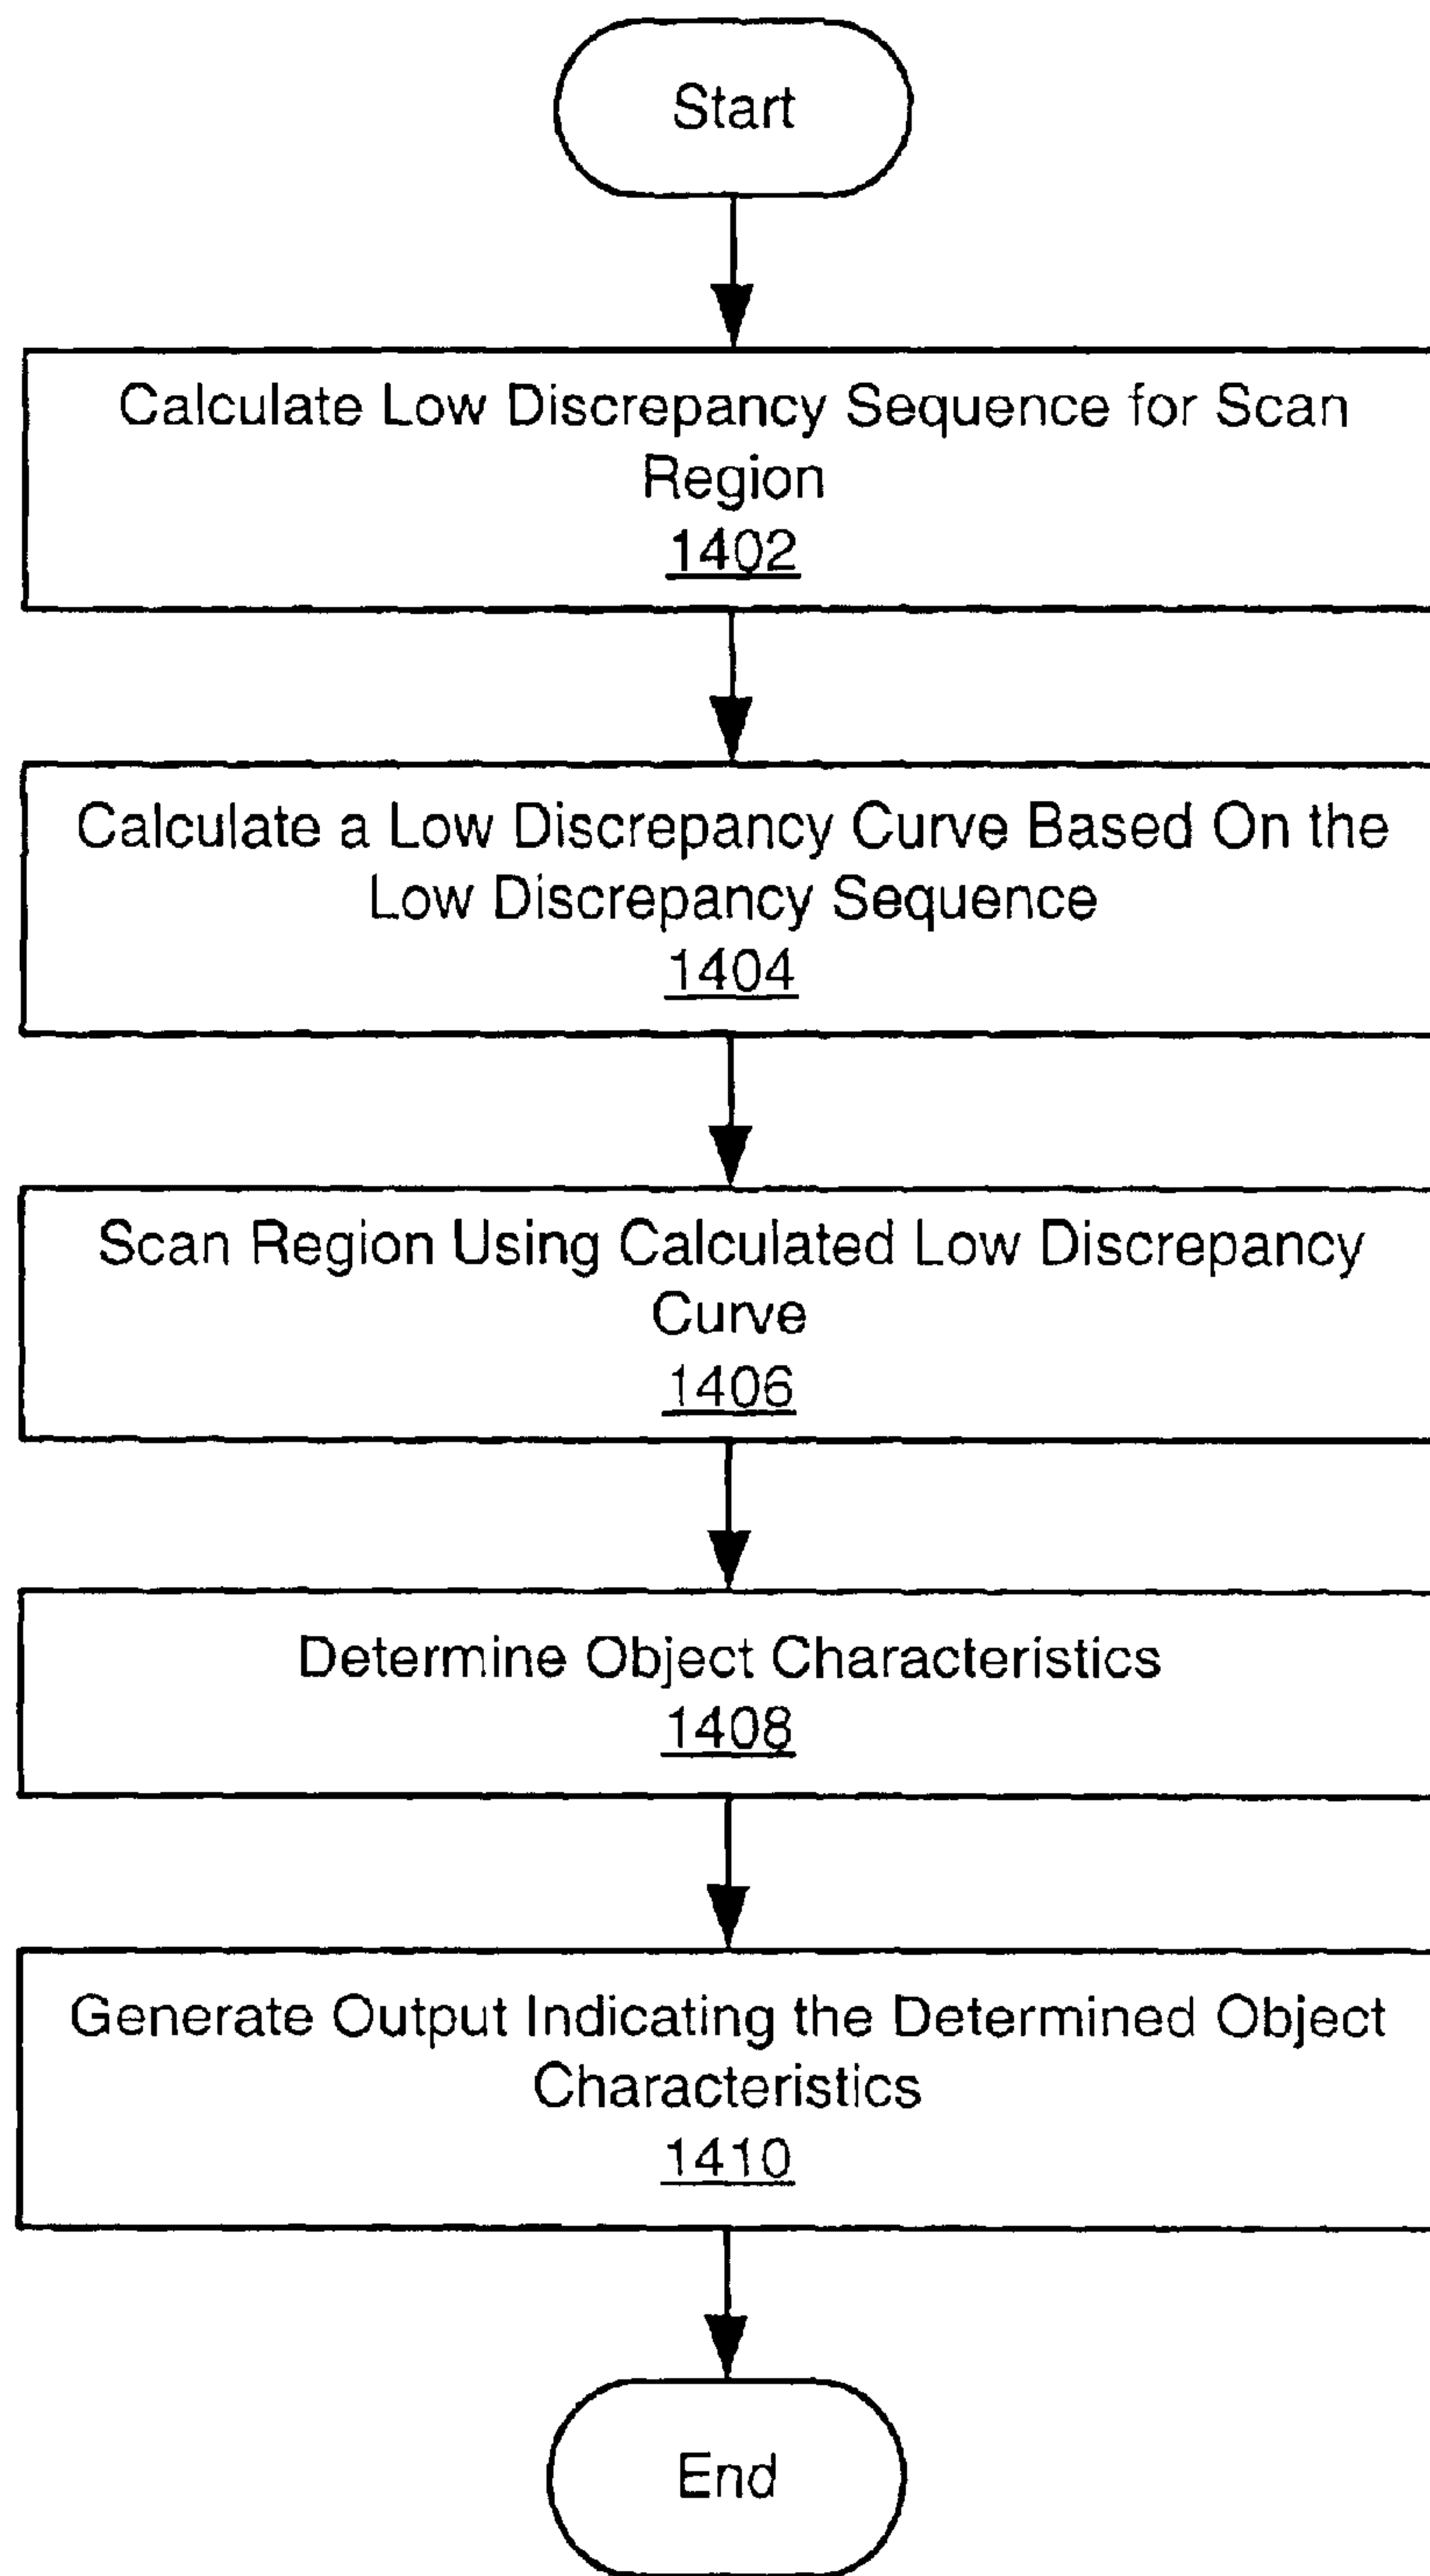 Start
Calculate Low Discrepancy Sequence for Scan
Region
1402
Calculate a Low Discrepancy Curve Based On the
Low Discrepancy Sequence
1404
Scan Region Using Calculated Low Discrepancy
Curve
1406
Determine Object Characteristics
1408
Generate Output Indicating the Determined Object
Characteristics
1410
End